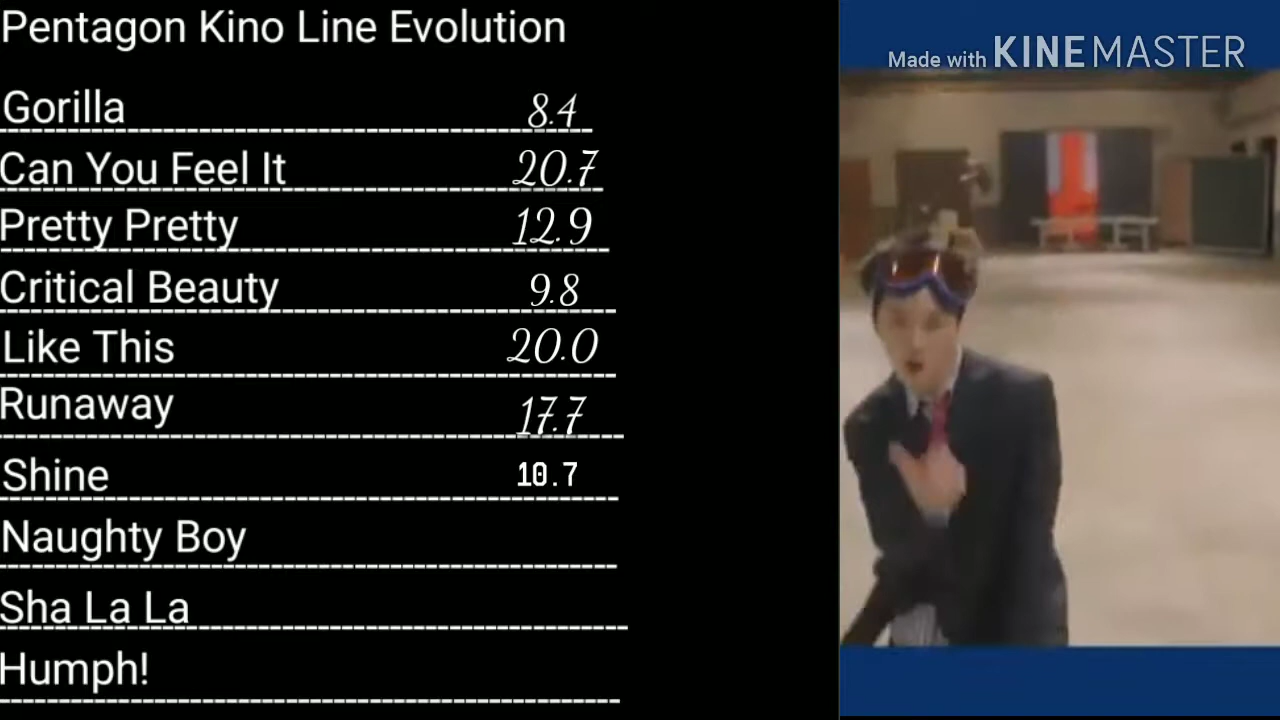 Pentagon Kino Line Evolution
Made with KINEMASTER
Gorilla 8.4
Can You Feel It 20.7
Pretty Pretty 12.9
Critical Beauty 9.8
Like This 20.0
Runaway 17.7
Shine 10.7
Naughty Boy
Sha La La
Humph!